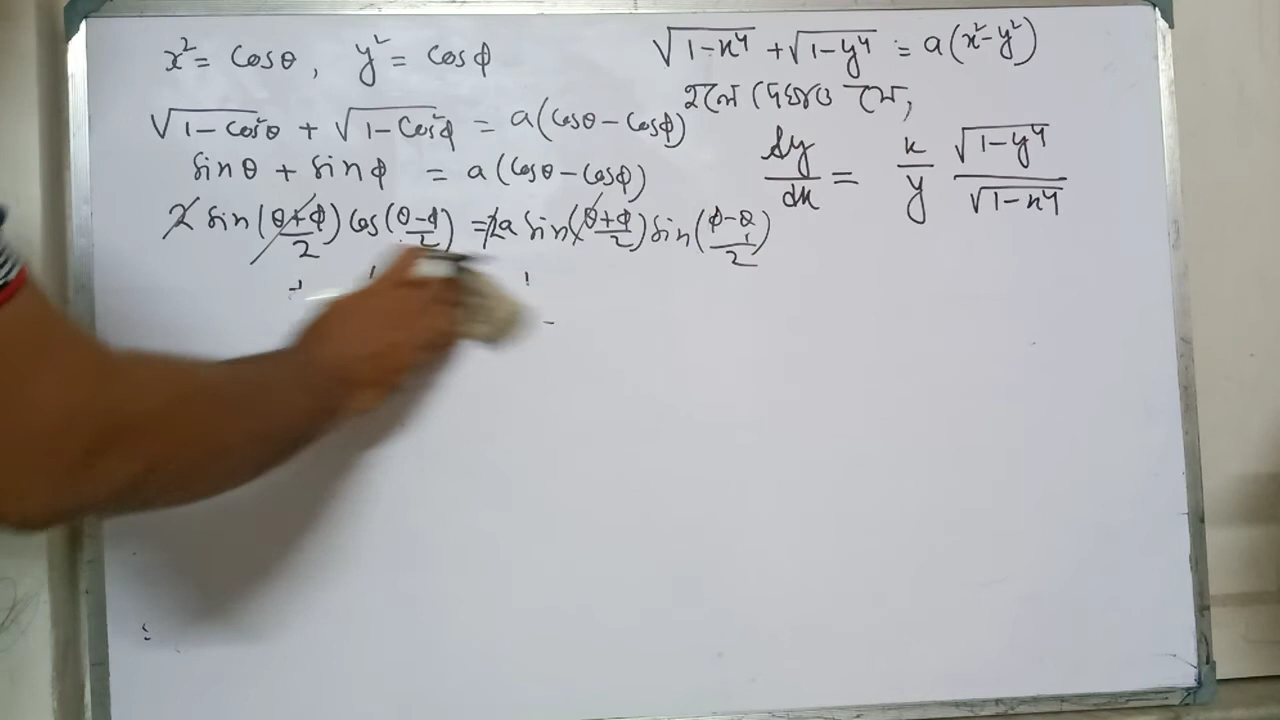 x² = Cosθ, y² = Cosφ
√1-Cos²θ + √1-Cos²φ = a(Cosθ - Cosφ)
Sinθ + Sinφ = a(Cosθ - Cosφ)
2 Sin(θ+φ/2) Cos(θ-φ/2) = 2a Sin(θ+φ/2) Sin(φ-θ/2)
√1-x⁴ + √1-y⁴ = a(x²-y²)
হলে দেখাও যে,
dy/dx = x/y √1-y⁴/√1-x⁴